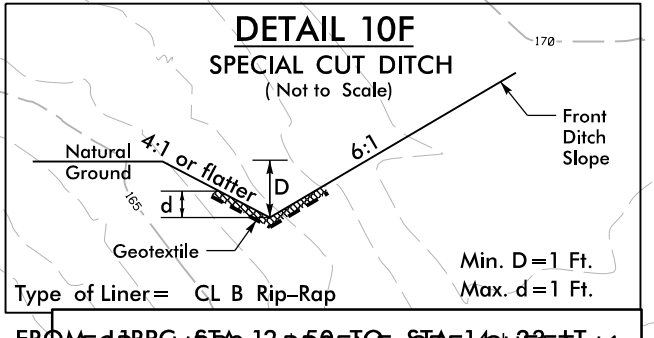 DETAIL 10F
SPECIAL CUT DITCH
( Not to Scale)
170
Natural
Ground
4:1 or flatter
D
6:1
Front
Ditch
Slope
d
165
Geotextile
Min. D=1 Ft.
Max. d=1 Ft.
Type of Liner= CL B Rip-Rap